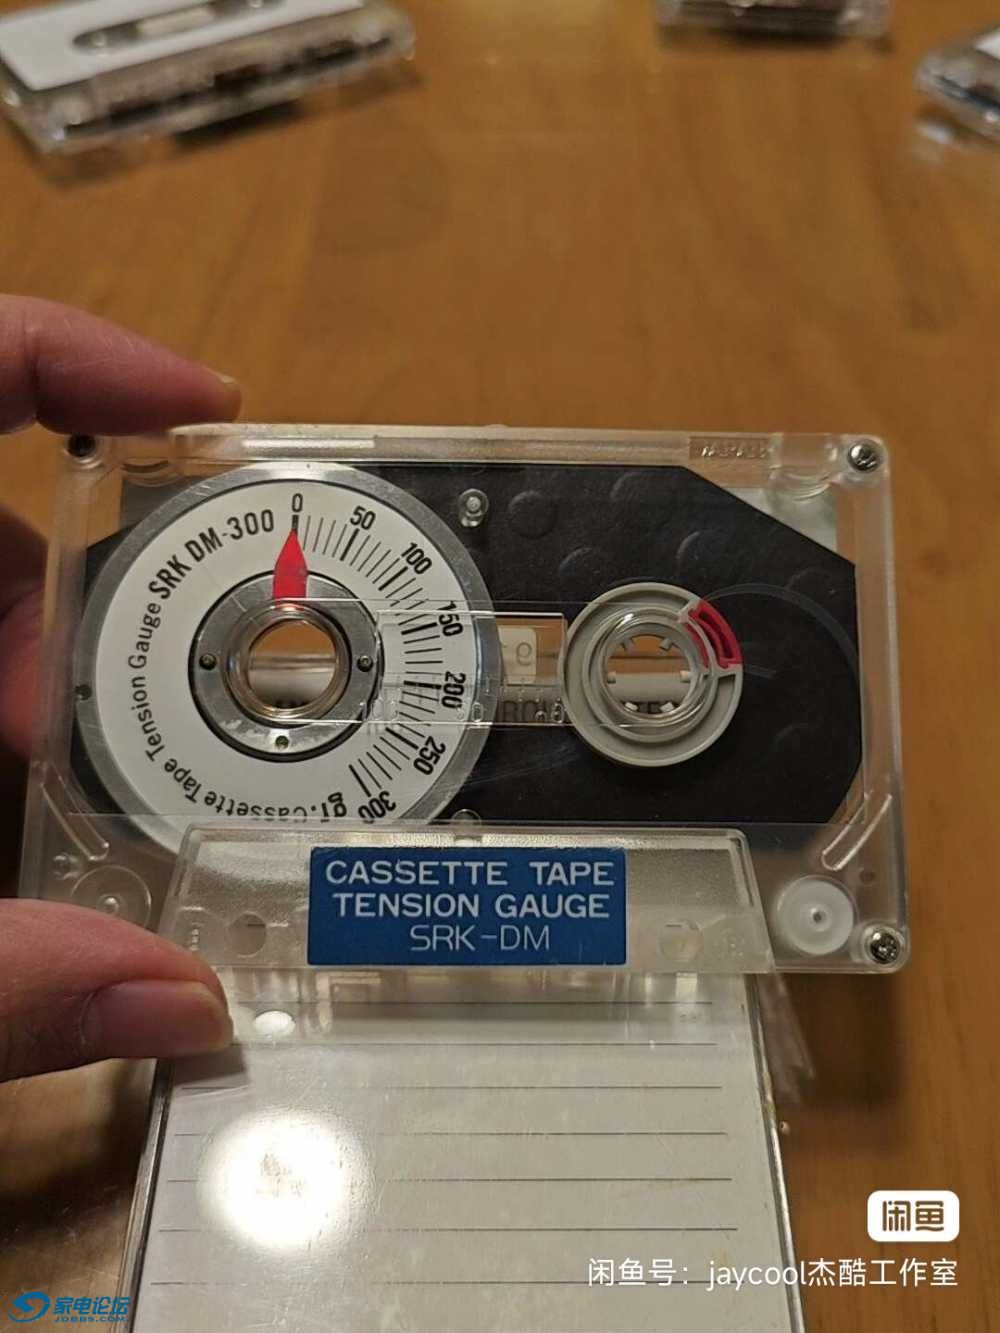 SRK DM-300
0
50
100
150
200
250
300
gr. Cassette Tape Tension Gauge
CASSETTE TAPE
TENSION GAUGE
SRK-DM
闲鱼
闲鱼号：jaycool杰酷工作室
家电论坛
JDBBS.COM